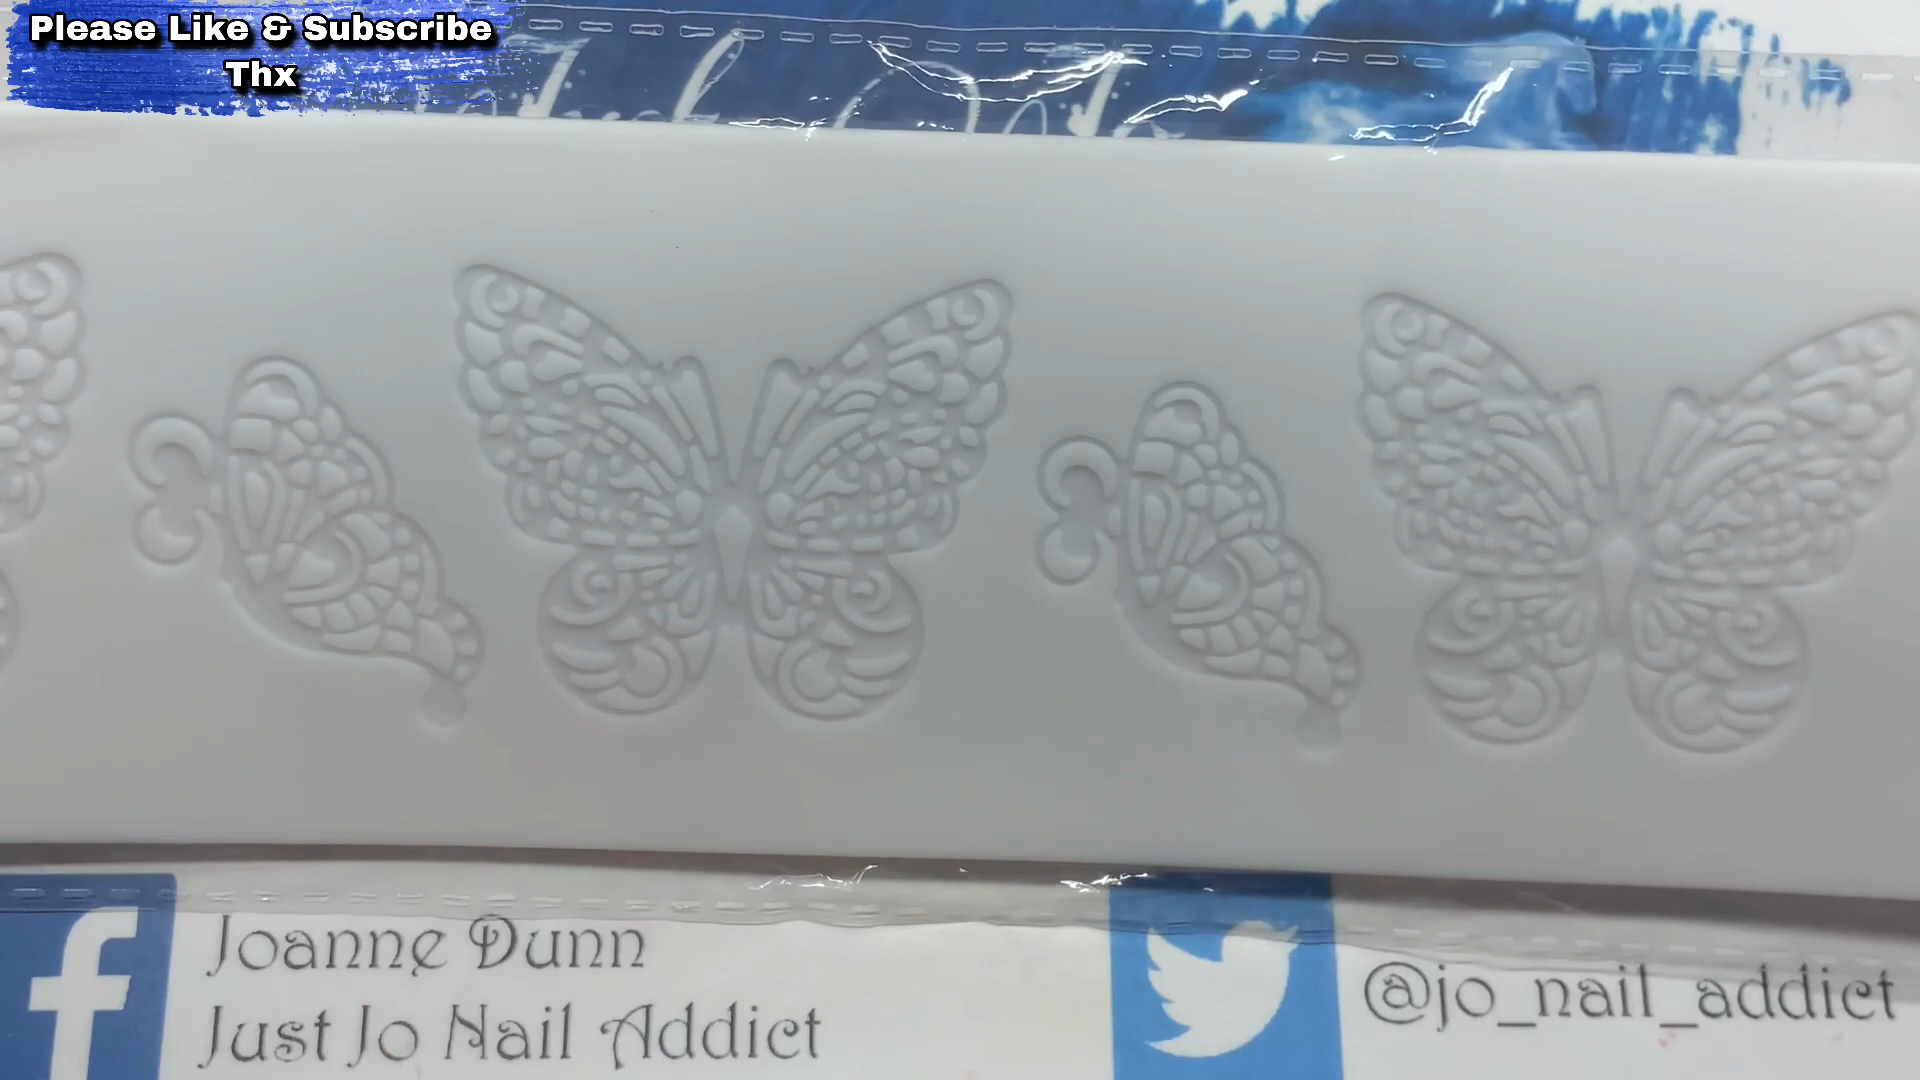 Please Like & Subscribe
Thx
Joanne Dunn
Just Jo Nail Addict
@jo_nail_addict